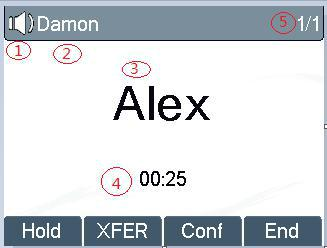 Damon 5 1/1
1 2
3
Alex
4 00:25
Hold XFER Conf End